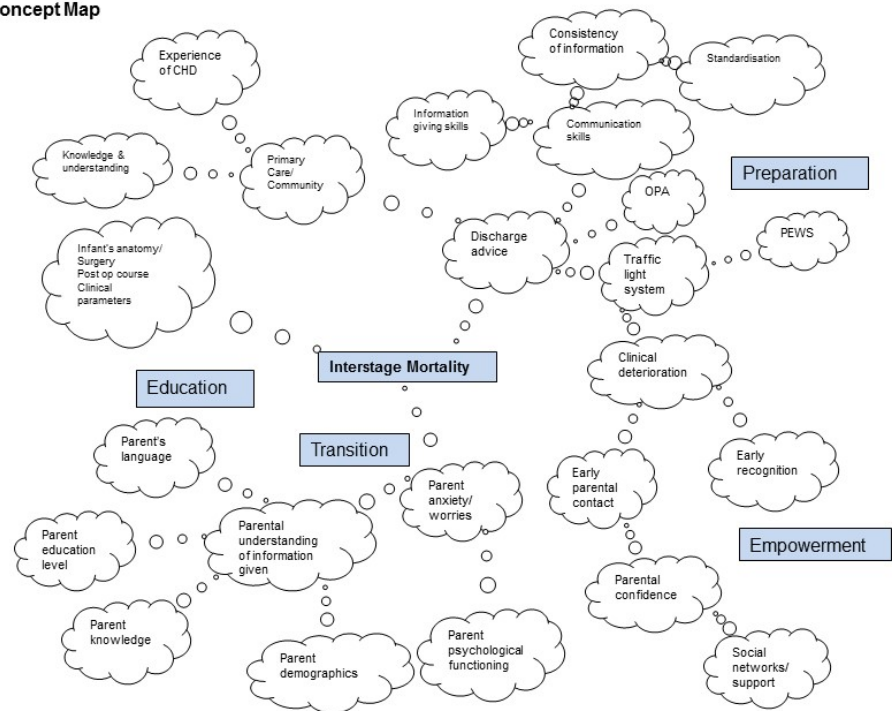 oncept Map
Experience
of CHD
Consistency
of information
Standardisation
Information
giving skills
Communication
skills
Knowledge &
understanding
Primary
Care/
Community
Preparation
OPA
PEWS
Discharge
advice
Traffic
light
system
Infant's anatomy/
Surgery
Post op course
Clinical
parameters
Interstage Mortality
Clinical
deterioration
Education
Transition
Parent's
language
Parent
anxiety/
worries
Early
parental
contact
Early
recognition
Parent
education
level
Parental
understanding
of information
given
Empowerment
Parental
confidence
Parent
knowledge
Parent
demographics
Parent
psychological
functioning
Social
networks/
support